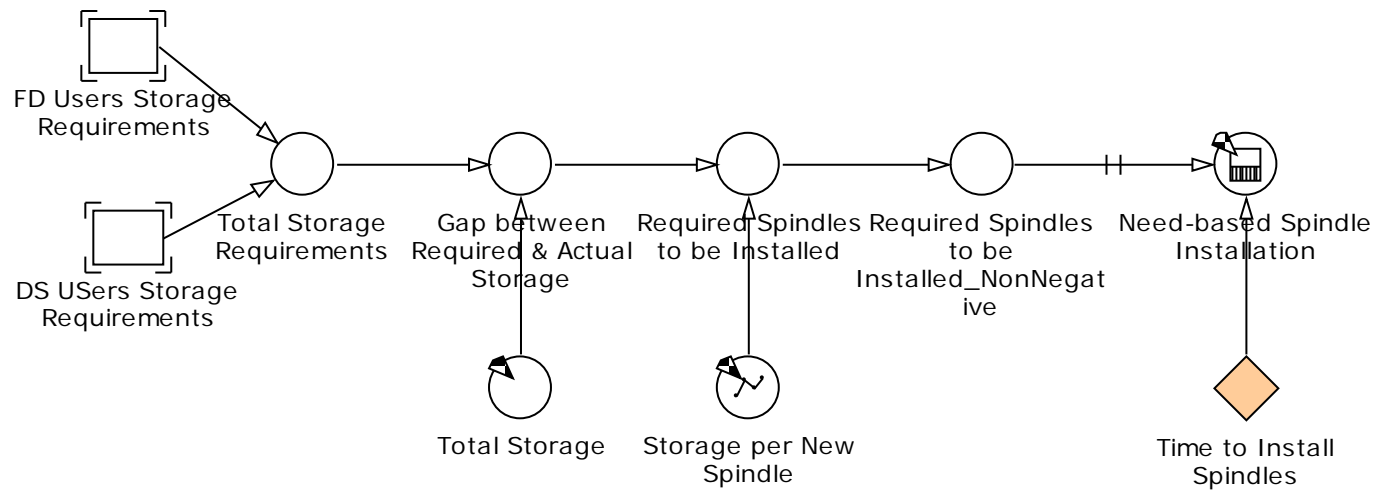 FD Users Storage
Requirements
DS USers Storage
Requirements
Total Storage
Requirements
Gap between
Required & Actual
Storage
Required Spindles
to be Installed
Required Spindles
to be
Installed_NonNegat
ive
Need-based Spindle
Installation
Total Storage
Storage per New
Spindle
Time to Install
Spindles